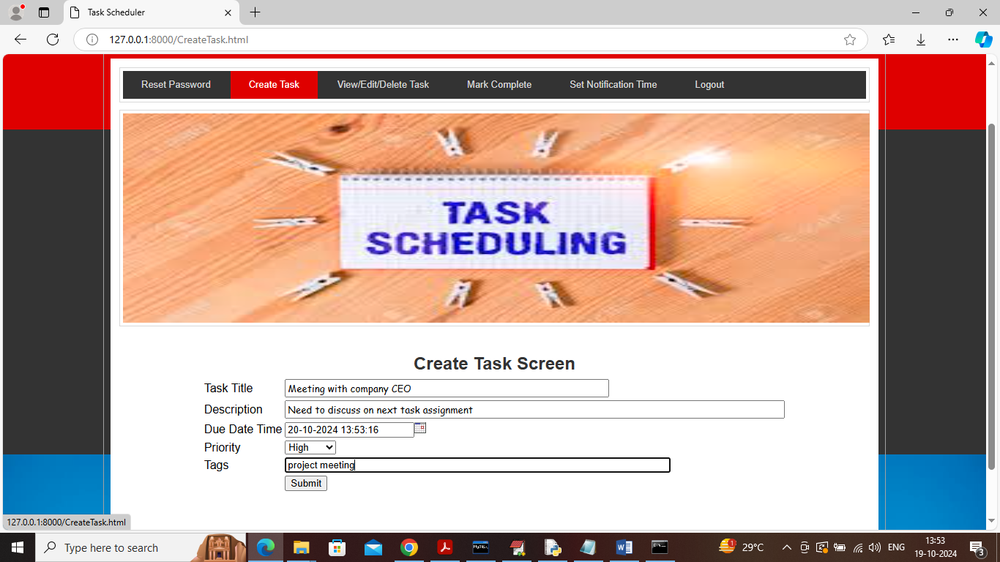 Task Scheduler
127.0.0.1:8000/CreateTask.html
Reset Password Create Task View/Edit/Delete Task Mark Complete Set Notification Time Logout
TASK
SCHEDULING
Create Task Screen
Task Title Meeting with company CEO
Description Need to discuss on next task assignment
Due Date Time 20-10-2024 13:53:16
Priority High
Tags project meeting
Submit
127.0.0.1:8000/CreateTask.html
Type here to search
1 29°C ENG 13:53
19-10-2024 3